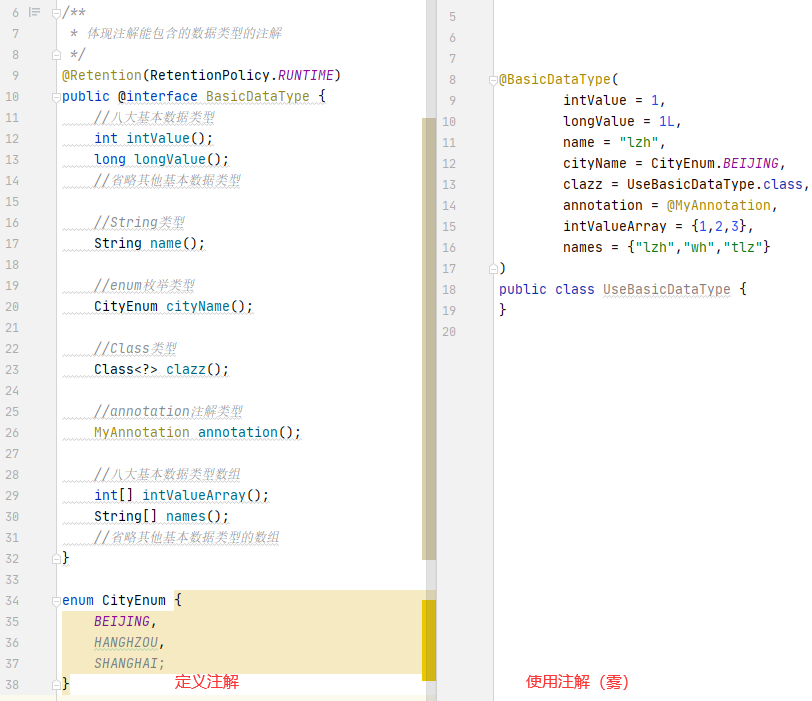 6 /**
7 * 体现注解能包含的数据类型的注解
8 */
9 @Retention(RetentionPolicy.RUNTIME)
10 public @interface BasicDataType {
11 //八大基本数据类型
12 int intValue();
13 long longValue();
14 //省略其他基本数据类型
15
16 //String类型
17 String name();
18
19 //enum枚举类型
20 CityEnum cityName();
21
22 //Class类型
23 Class<?> clazz();
24
25 //annotation注解类型
26 MyAnnotation annotation();
27
28 //八大基本数据类型数组
29 int[] intValueArray();
30 String[] names();
31 //省略其他基本数据类型的数组
32 }
33
34 enum CityEnum {
35 BEIJING,
36 HANGHZOU,
37 SHANGHAI;
38 }
定义注解
5
6
7
8 @BasicDataType(
9 intValue = 1,
10 longValue = 1L,
11 name = "lzh",
12 cityName = CityEnum.BEIJING,
13 clazz = UseBasicDataType.class,
14 annotation = @MyAnnotation,
15 intValueArray = {1,2,3},
16 names = {"lzh","wh","tlz"}
17 )
18 public class UseBasicDataType {
19 }
20
使用注解（雾）